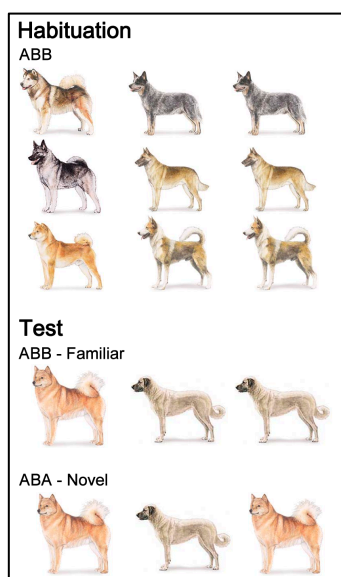 Habituation
ABB
Test
ABB - Familiar
ABA - Novel